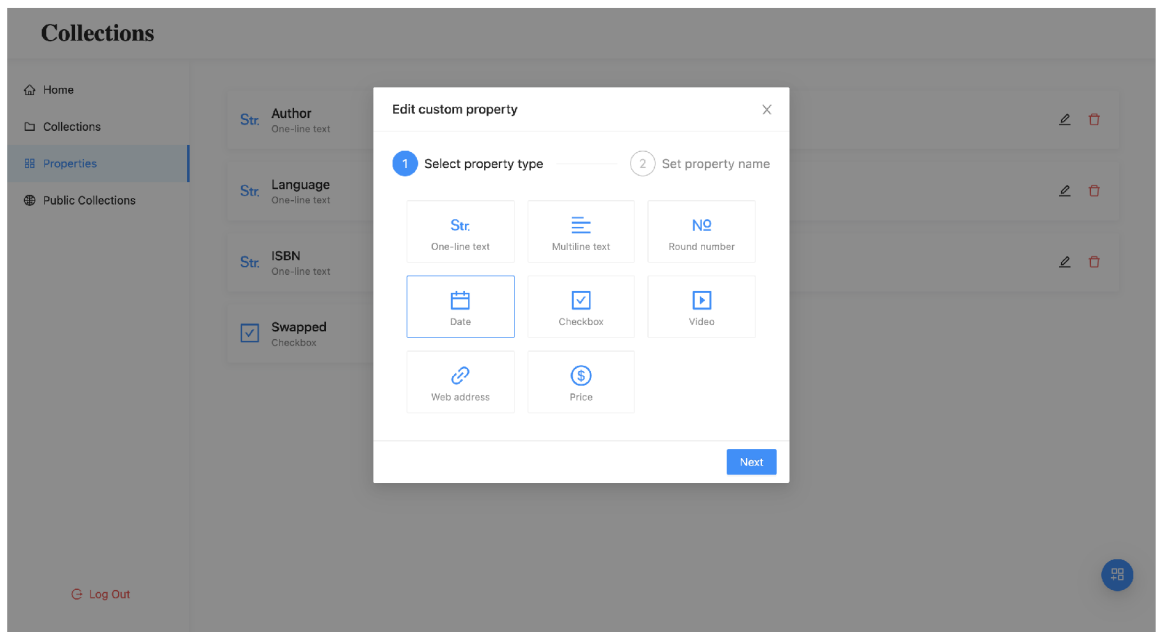 Collections
Home
Collections
Properties
Public Collections
Log Out
Str. Author
One-line text
Str. Language
One-line text
Str. ISBN
One-line text
Swapped
Checkbox
Edit custom property
1 Select property type
2 Set property name
Str.
One-line text
Multiline text
№
Round number
Date
Checkbox
Video
Web address
$
Price
Next